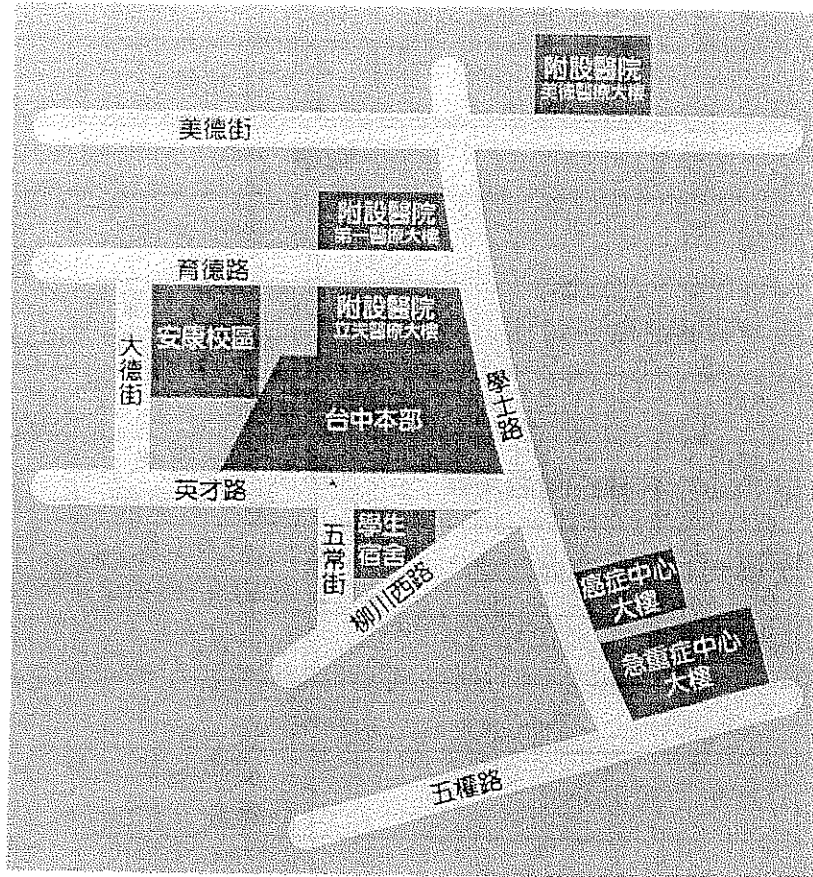 附設醫院
美德醫療大樓
美德街
附設醫院
第一醫療大樓
育德路
附設醫院
立夫醫療大樓
安康校區
大德街
學士路
台中本部
英才路
學生
宿舍
五常街
柳川西路
癌症中心
大樓
急重症中心
大樓
五權路